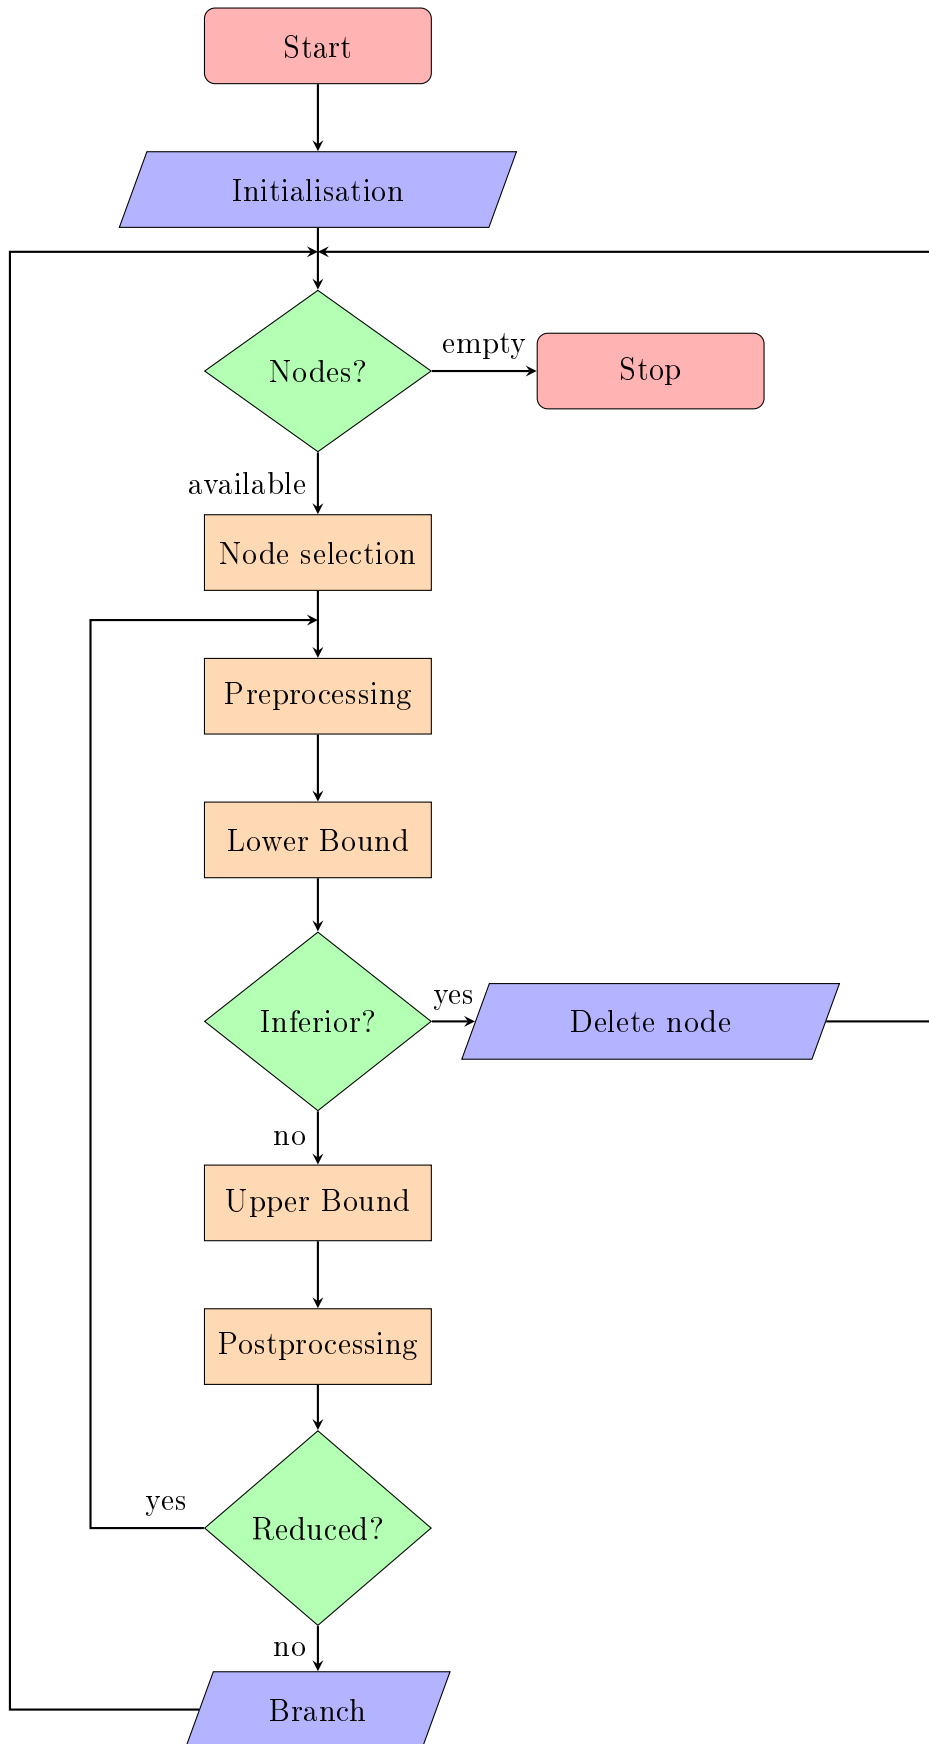 Start
Initialisation
Nodes?
empty
Stop
available
Node selection
Preprocessing
Lower Bound
Inferior?
yes
Delete node
no
Upper Bound
Postprocessing
yes
Reduced?
no
Branch